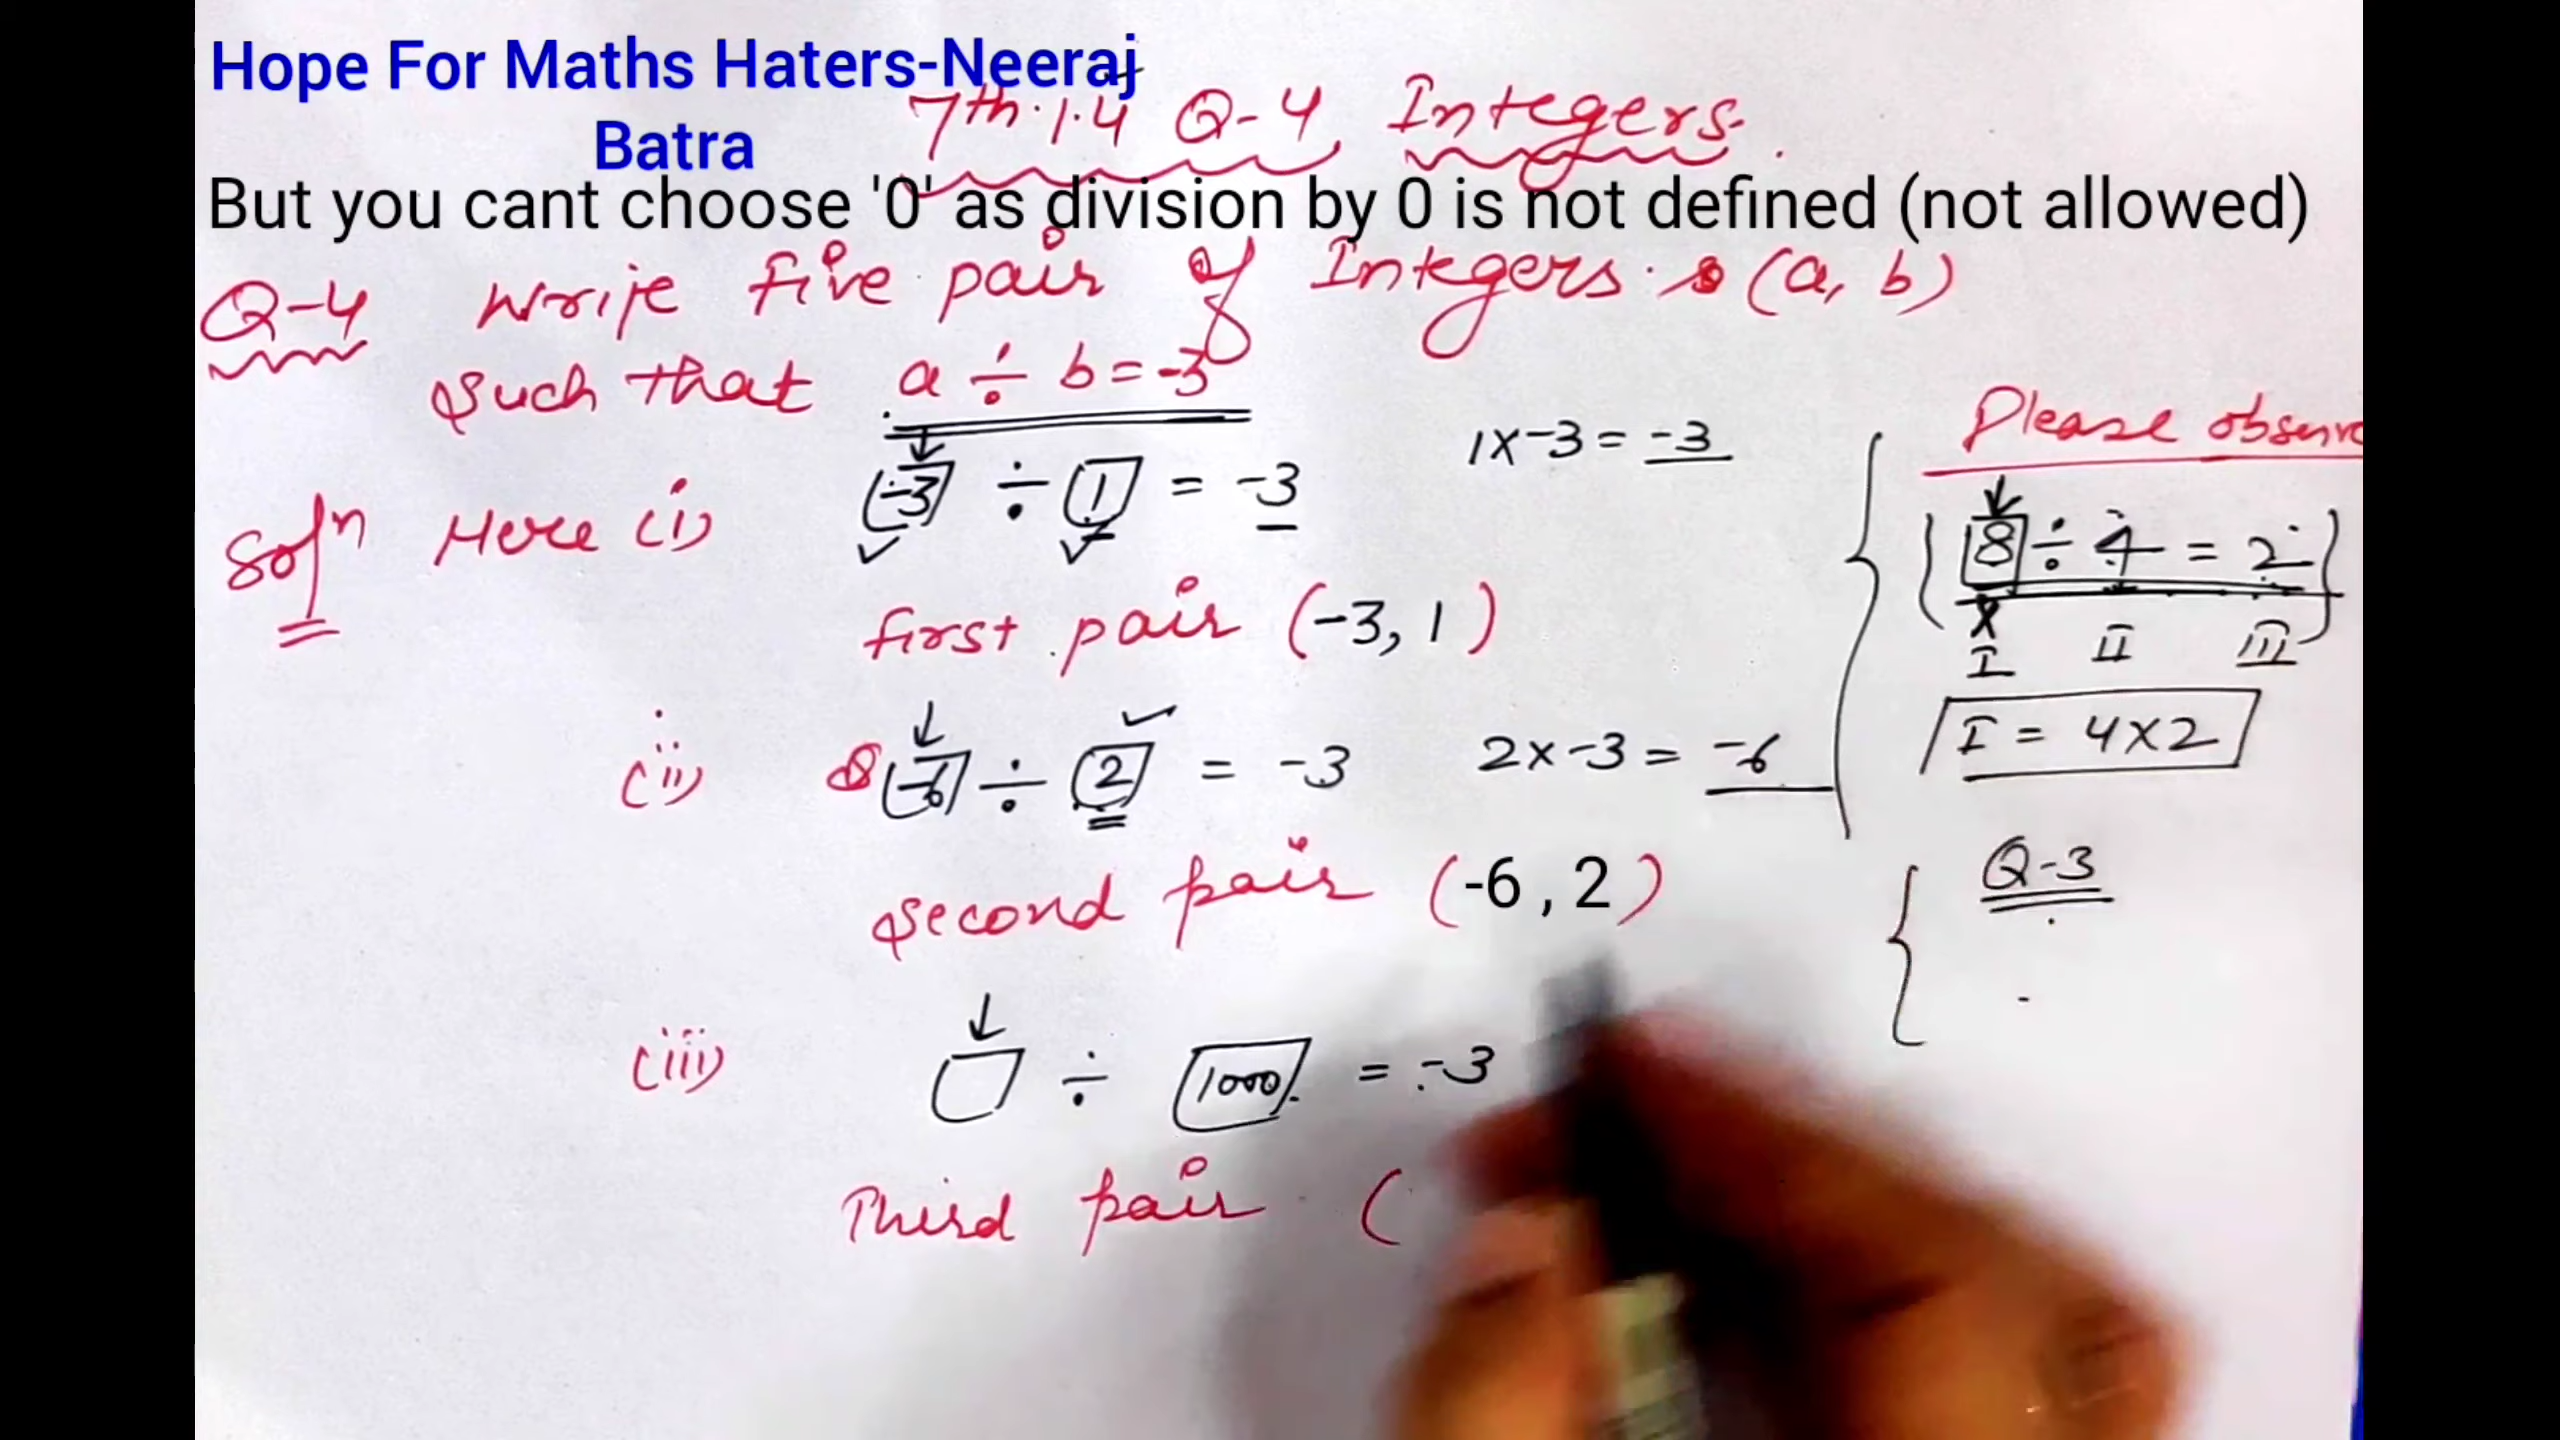 Hope For Maths Haters-Neeraj
Batra
7th 1.4 Q-4 Integers.
But you cant choose '0' as division by 0 is not defined (not allowed)
Q-4 Write five pair of Integers (a, b)
such that a ÷ b = -3
Soln Here (i) -3 ÷ 1 = -3
1 x -3 = -3
first pair (-3, 1)
(ii) -6 ÷ 2 = -3
2 x -3 = -6
second pair (-6 , 2)
(iii) ÷ 1000 = -3
Third pair (
Please observe
8 ÷ 4 = 2
I II III
I = 4 x 2
Q-3